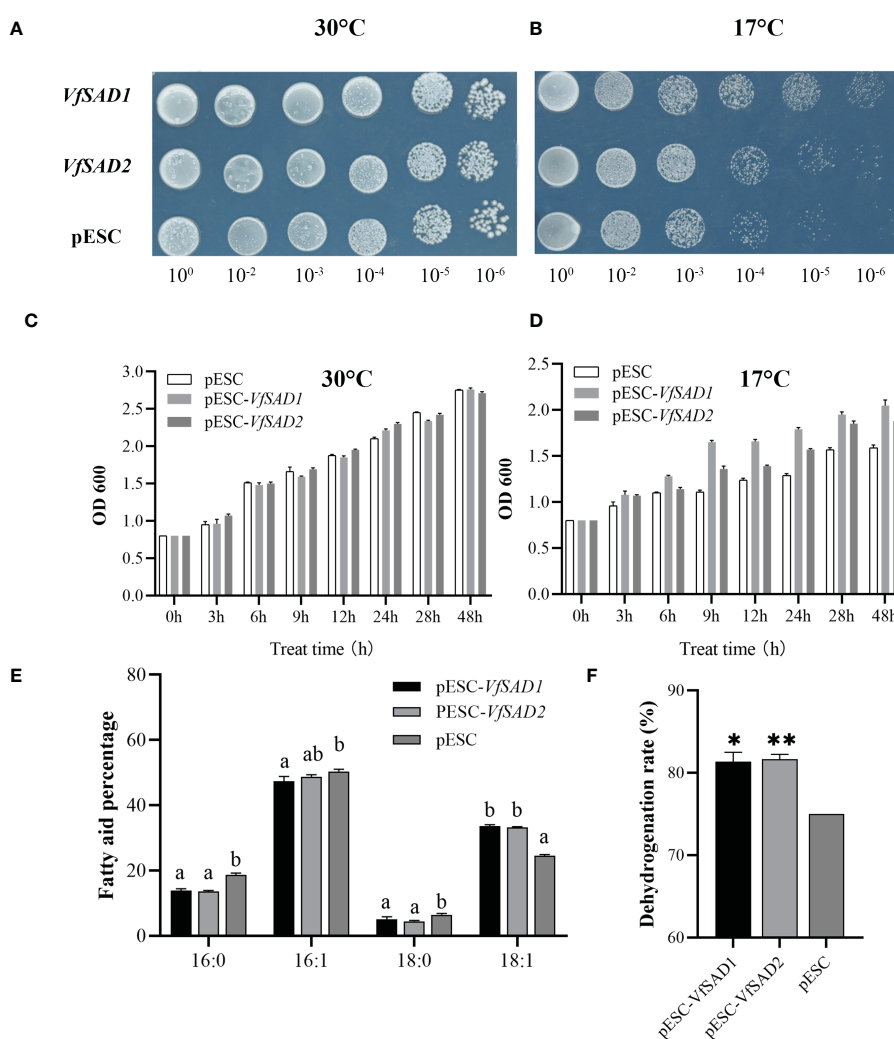 A 30°C B 17°C
VfSAD1
VfSAD2
pESC
10⁰ 10⁻² 10⁻³ 10⁻⁴ 10⁻⁵ 10⁻⁶ 10⁰ 10⁻² 10⁻³ 10⁻⁴ 10⁻⁵ 10⁻⁶
C
30°C
pESC
pESC-VfSAD1
pESC-VfSAD2
OD 600
3.0
2.5
2.0
1.5
1.0
0.5
0.0
0h 3h 6h 9h 12h 24h 28h 48h
Treat time (h)
D
17°C
pESC
pESC-VfSAD1
pESC-VfSAD2
OD 600
2.5
2.0
1.5
1.0
0.5
0.0
0h 3h 6h 9h 12h 24h 28h 48h
Treat time (h)
E
pESC-VfSAD1
PESC-VfSAD2
pESC
Fatty aid percentage
80
60
40
20
0
a a b a ab b a a b b b a
16:0 16:1 18:0 18:1
F
Dehydrogenation rate (%)
90
80
70
60
* **
pESC-VfSAD1 pESC-VfSAD2 pESC